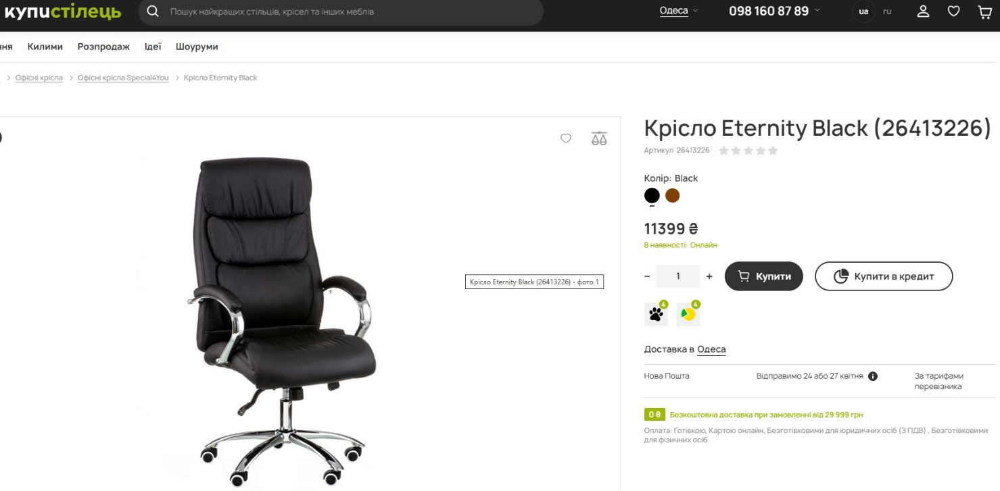 купистілець
Пошук найкращих стільців, крісел та інших меблів
Одеса
098 160 87 89
ua
ru
Килими
Розпродаж
Ідеї
Шоуруми
Офісні крісла
Офісні крісла Special4You
Крісло Eternity Black
Крісло Eternity Black (26413226)
Артикул 26413226
Колір: Black
11399 ₴
В наявності: Онлайн
Крісло Eternity Black (26413226) - фото 1
− 1 +
Купити
Купити в кредит
4
4
Доставка в Одеса
Нова Пошта
Відправимо 24 або 27 квітня
За тарифами
перевізника
0 ₴ Безкоштовна доставка при замовленні від 29 999 грн
Оплата: Готівкою, Картою онлайн, Безготівковими для юридичних осіб (З ПДВ) , Безготівковими
для фізичних осіб.